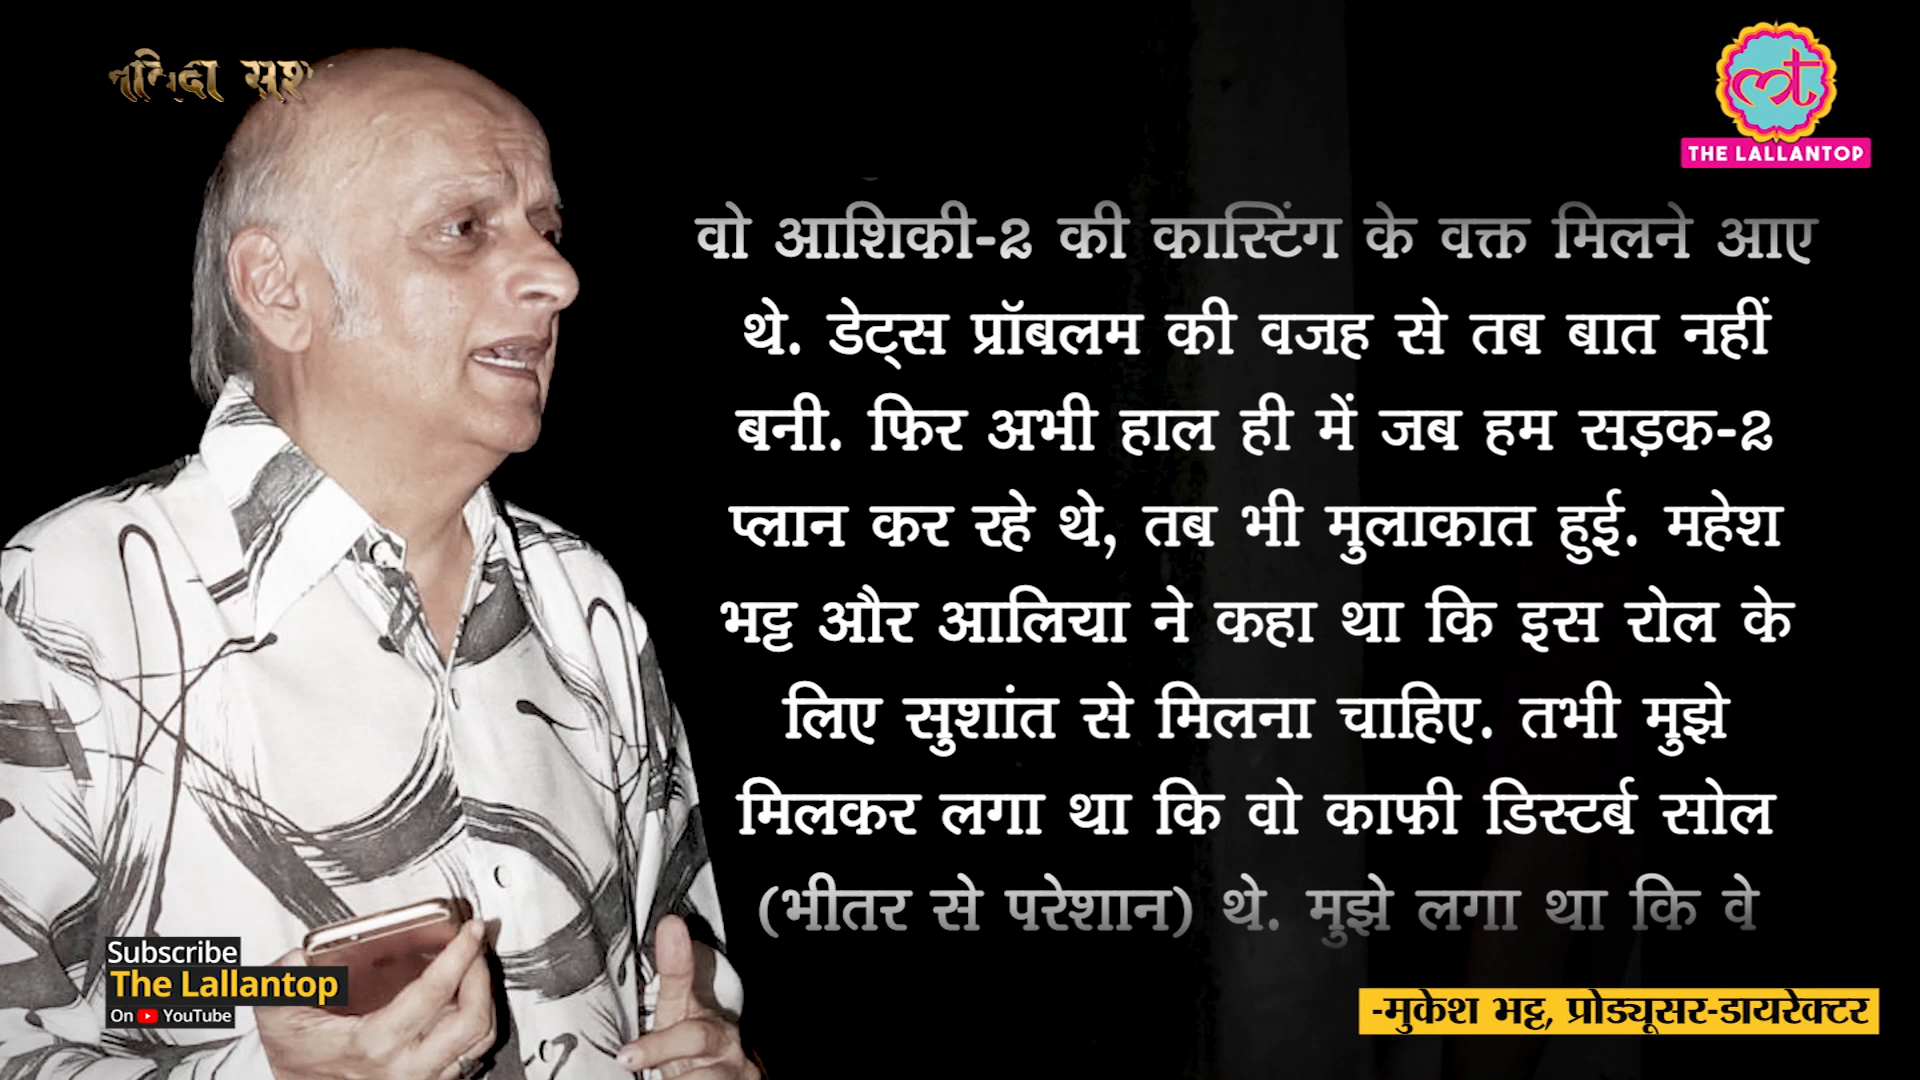 THE LALLANTOP
वो आशिकी-2 की कास्टिंग के वक्त मिलने आए
थे. डेट्स प्रॉबलम की वजह से तब बात नहीं
बनी. फिर अभी हाल ही में जब हम सड़क-2
प्लान कर रहे थे, तब भी मुलाकात हुई. महेश
भट्ट और आलिया ने कहा था कि इस रोल के
लिए सुशांत से मिलना चाहिए. तभी मुझे
मिलकर लगा था कि वो काफी डिस्टर्ब सोल
(भीतर से परेशान) थे. मुझे लगा था कि वे
-मुकेश भट्ट, प्रोड्यूसर-डायरेक्टर
Subscribe
The Lallantop
On YouTube